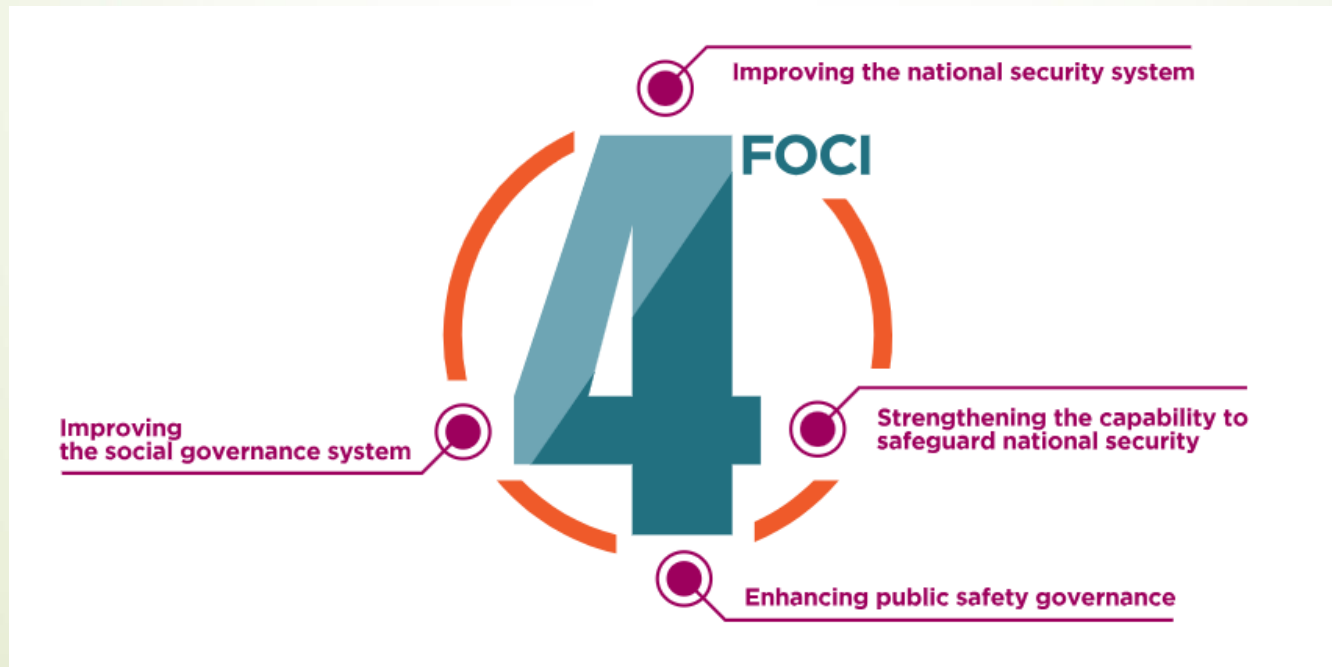 Improving the national security system
4
FOCI
Strengthening the capability to
safeguard national security
Enhancing public safety governance
Improving
the social governance system